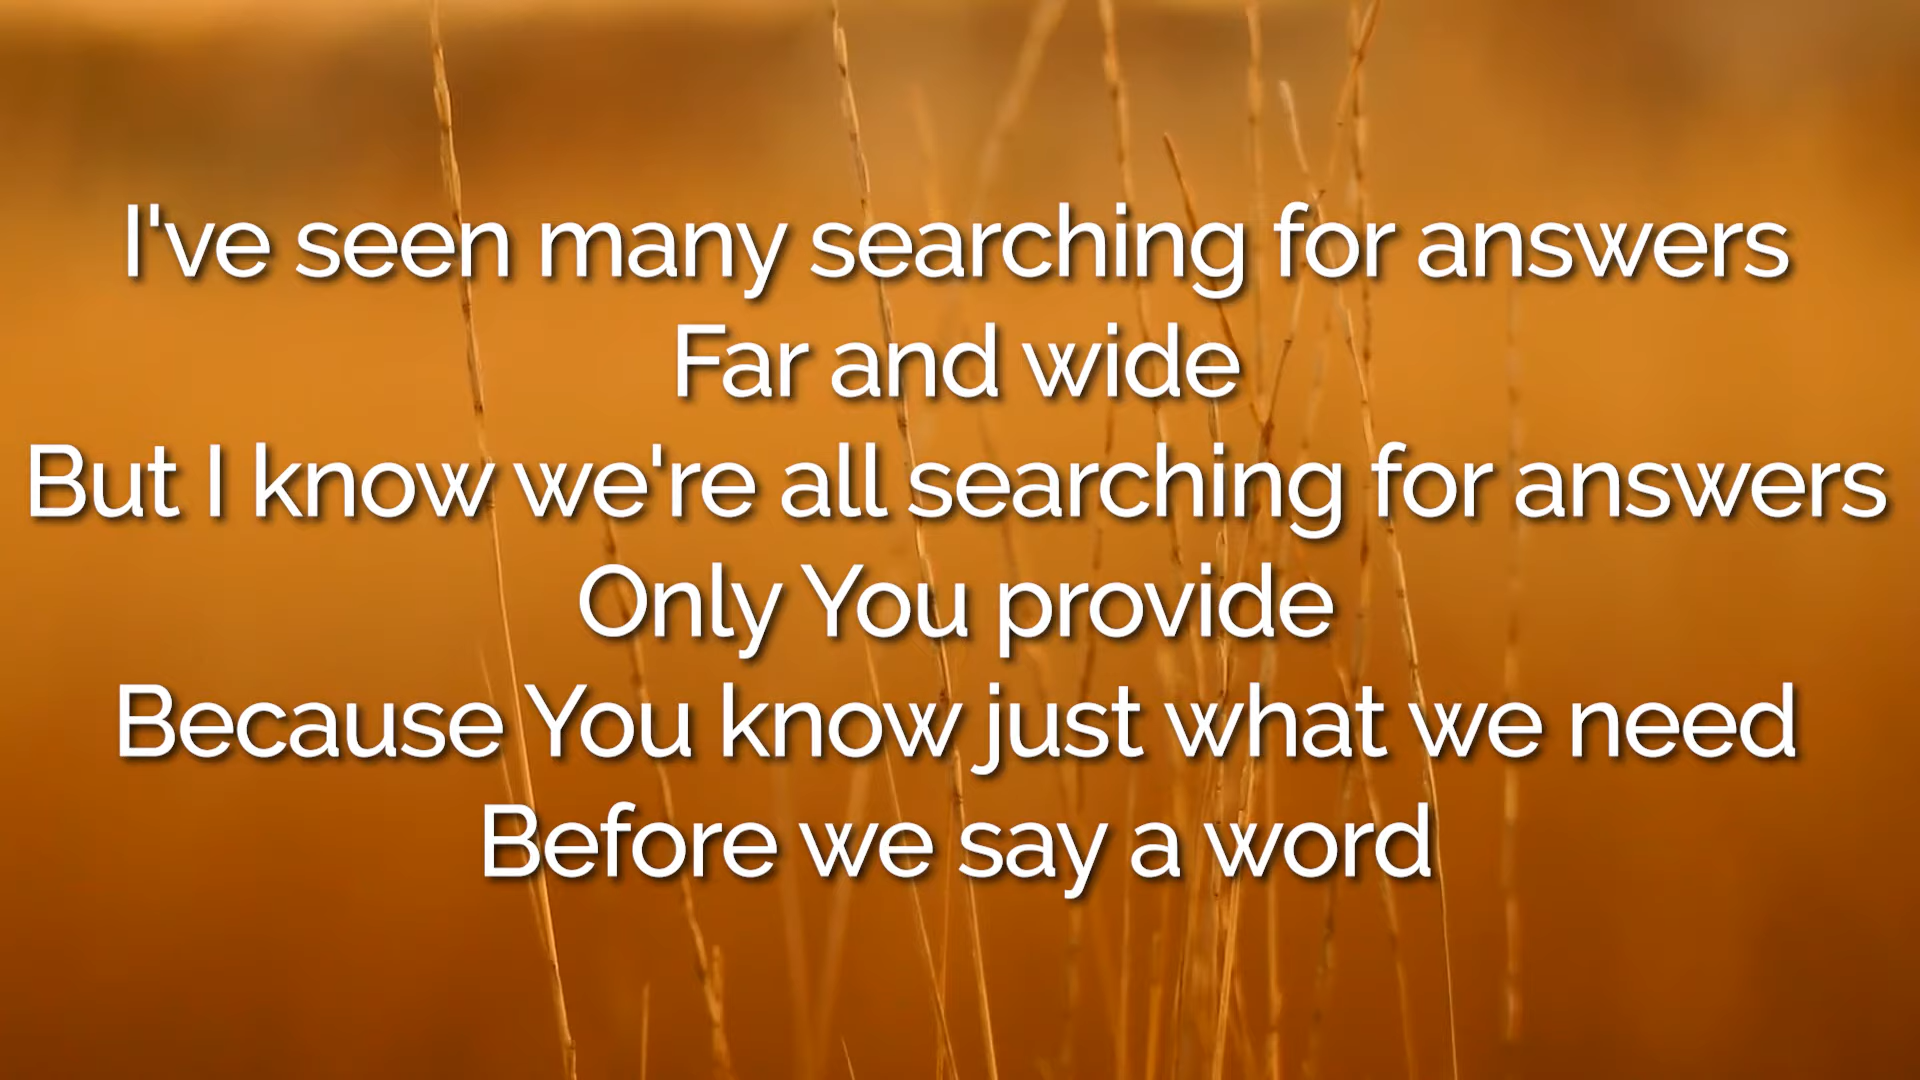 I've seen many searching for answers
Far and wide
But I know we're all searching for answers
Only You provide
Because You know just what we need
Before we say a word